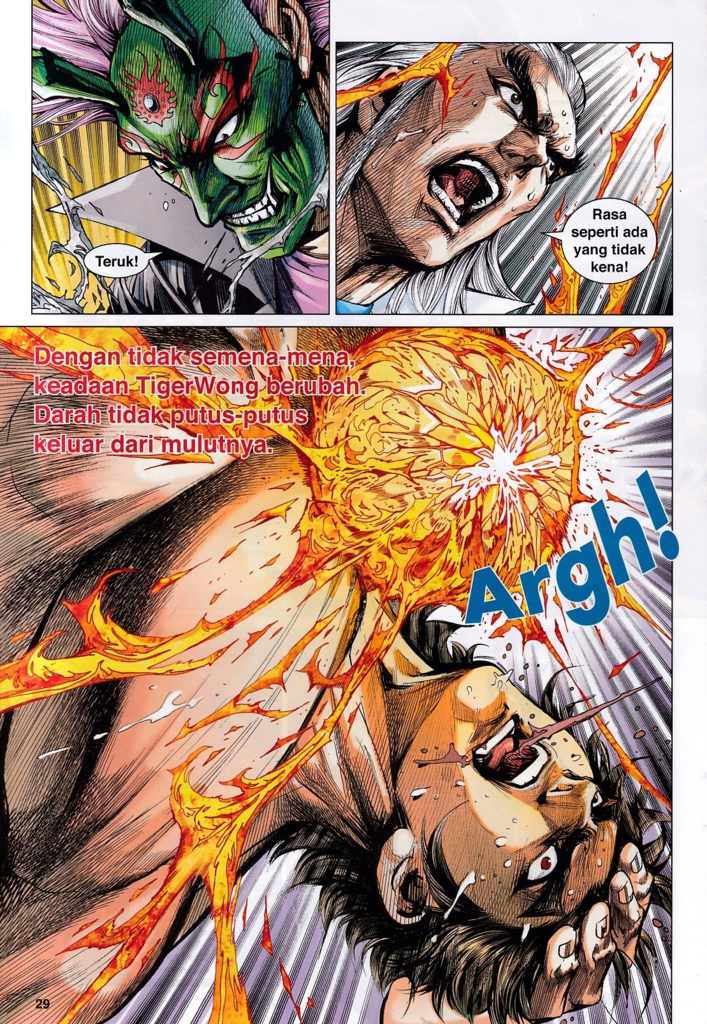 Teruk!
Rasa
seperti ada
yang tidak
kena!
Dengan tidak semena-mena,
keadaan TigerWong berubah.
Darah tidak putus-putus
keluar dari mulutnya.
Argh!
29